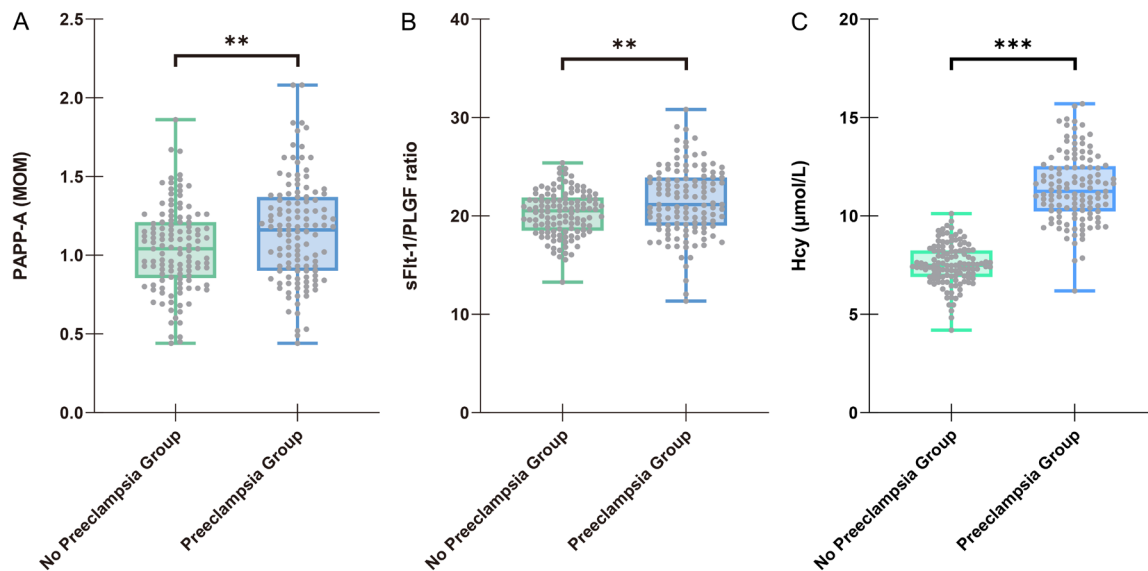 A
PAPP-A (MOM)
2.5
2.0
1.5
1.0
0.5
0.0
**
No Preeclampsia Group
Preeclampsia Group
B
sFlt-1/PLGF ratio
40
30
20
10
0
**
No Preeclampsia Group
Preeclampsia Group
C
Hcy (μmol/L)
20
15
10
5
0
***
No Preeclampsia Group
Preeclampsia Group